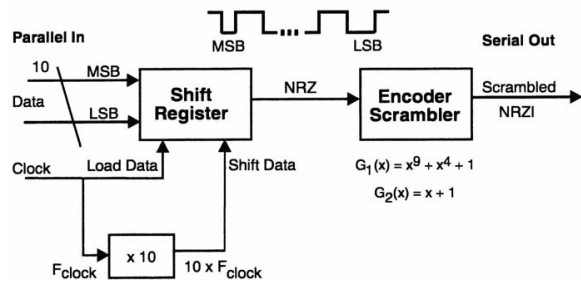 Parallel In
MSB
LSB
Serial Out
10
MSB
Data
LSB
Shift
Register
NRZ
Encoder
Scrambler
Scrambled
NRZI
Clock
Load Data
Shift Data
G₁(x) = x⁹ + x⁴ + 1
G₂(x) = x + 1
x 10
Fclock
10 x Fclock